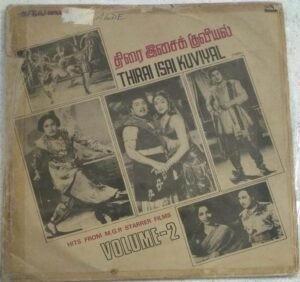 திரை இசைக் குவியல்
THIRAI ISAI KUVIYAL
HITS FROM M.G.R STARRER FILMS
VOLUME-2